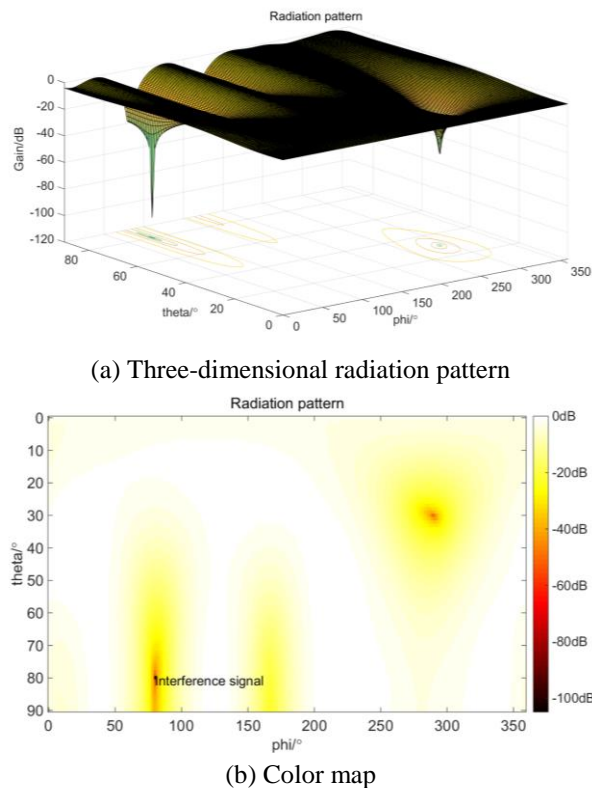 Radiation pattern
0
-20
-40
-60
-80
-100
-120
Gain/dB
80
60
40
20
0
theta/°
0
50
100
150
200
250
300
350
phi/°
(a) Three-dimensional radiation pattern
Radiation pattern
0
10
20
30
40
50
60
70
80
90
theta/°
Interference signal
0
50
100
150
200
250
300
350
phi/°
0dB
-20dB
-40dB
-60dB
-80dB
-100dB
(b) Color map